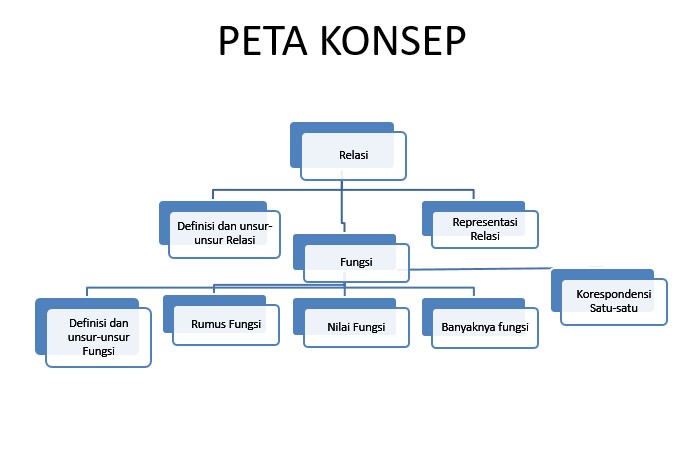 PETA KONSEP
Relasi
Definisi dan unsur-
unsur Relasi
Representasi
Relasi
Fungsi
Korespondensi
Satu-satu
Definisi dan
unsur-unsur
Fungsi
Rumus Fungsi
Nilai Fungsi
Banyaknya fungsi